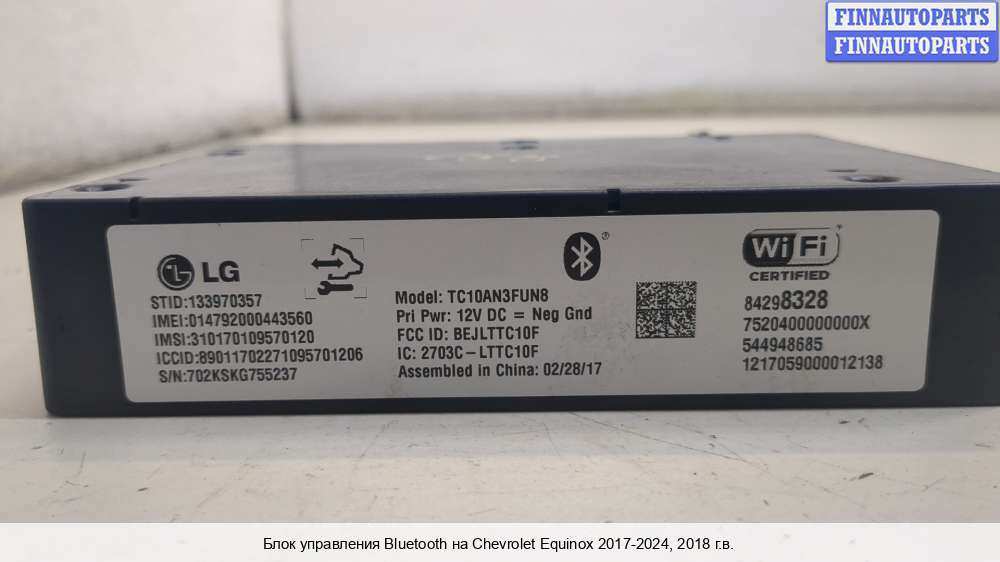 FINNAUTOPARTS
FINNAUTOPARTS
LG
STID:133970357
IMEI:014792000443560
IMSI:310170109570120
ICCID:89011702271095701206
S/N:702KSKG755237
Model: TC10AN3FUN8
Pri Pwr: 12V DC = Neg Gnd
FCC ID: BEJLTTC10F
IC: 2703C-LTTC10F
Assembled in China: 02/28/17
Wi Fi
CERTIFIED
84298328
7520400000000X
544948685
1217059000012138
Блок управления Bluetooth на Chevrolet Equinox 2017-2024, 2018 г.в.